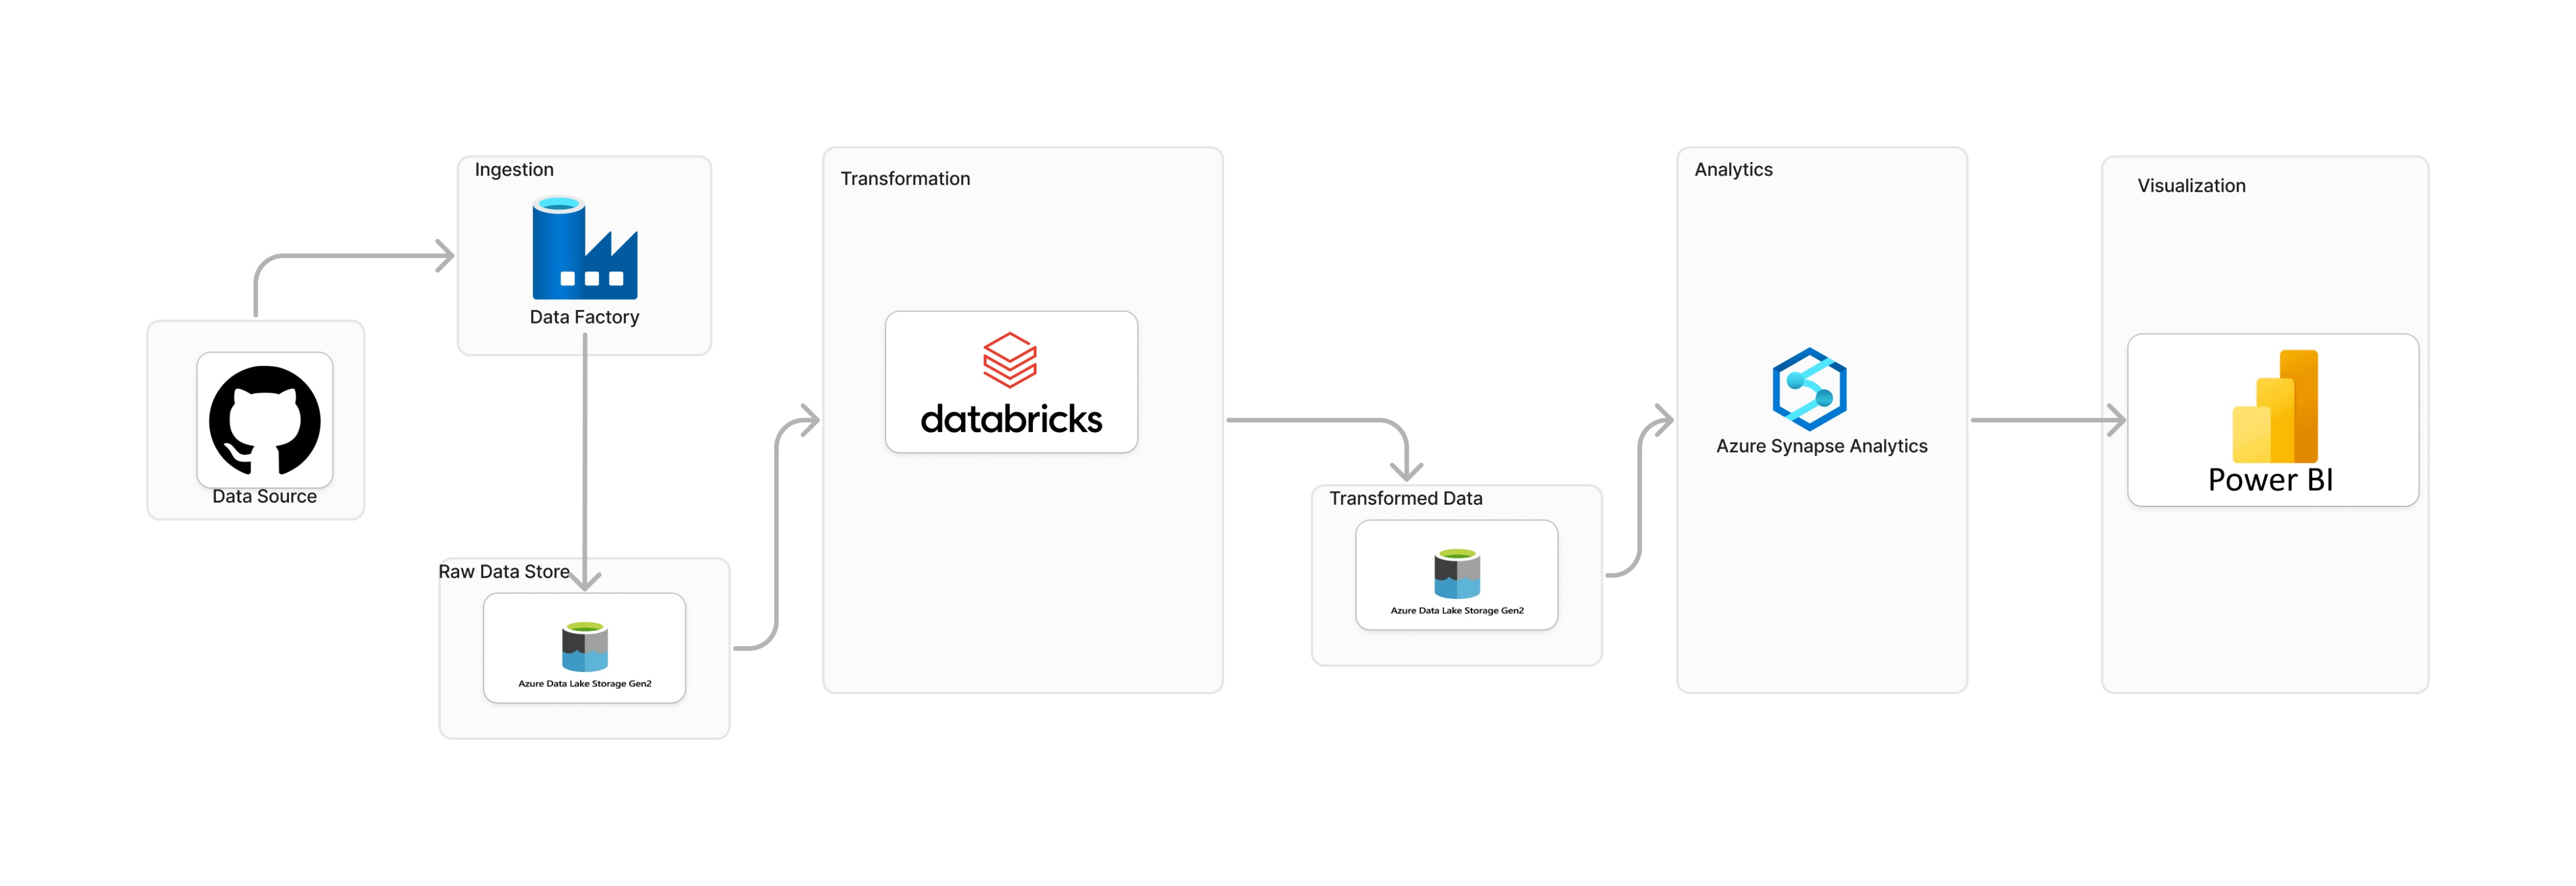 Data Source
Ingestion
Data Factory
Raw Data Store
Azure Data Lake Storage Gen2
Transformation
databricks
Transformed Data
Azure Data Lake Storage Gen2
Analytics
Azure Synapse Analytics
Visualization
Power BI